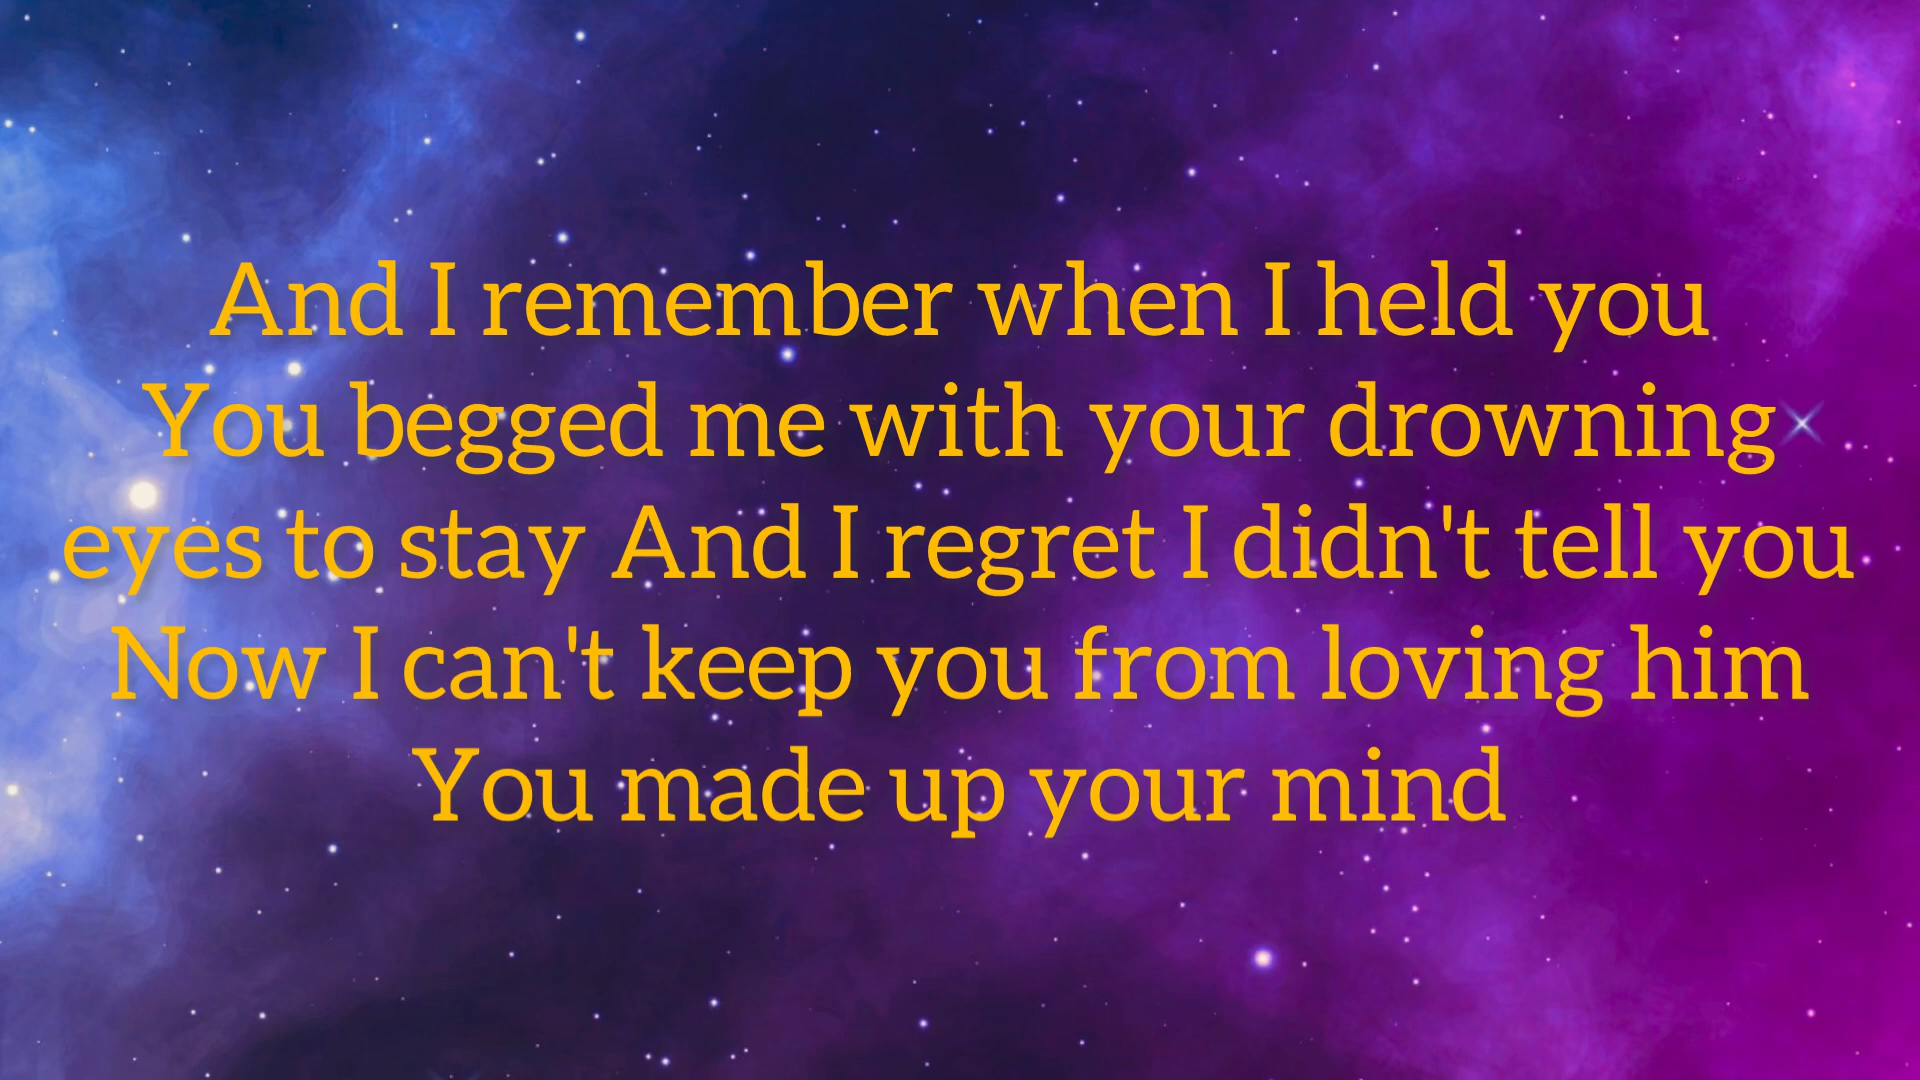 And I remember when I held you
You begged me with your drowning
eyes to stay And I regret I didn't tell you
Now I can't keep you from loving him
You made up your mind